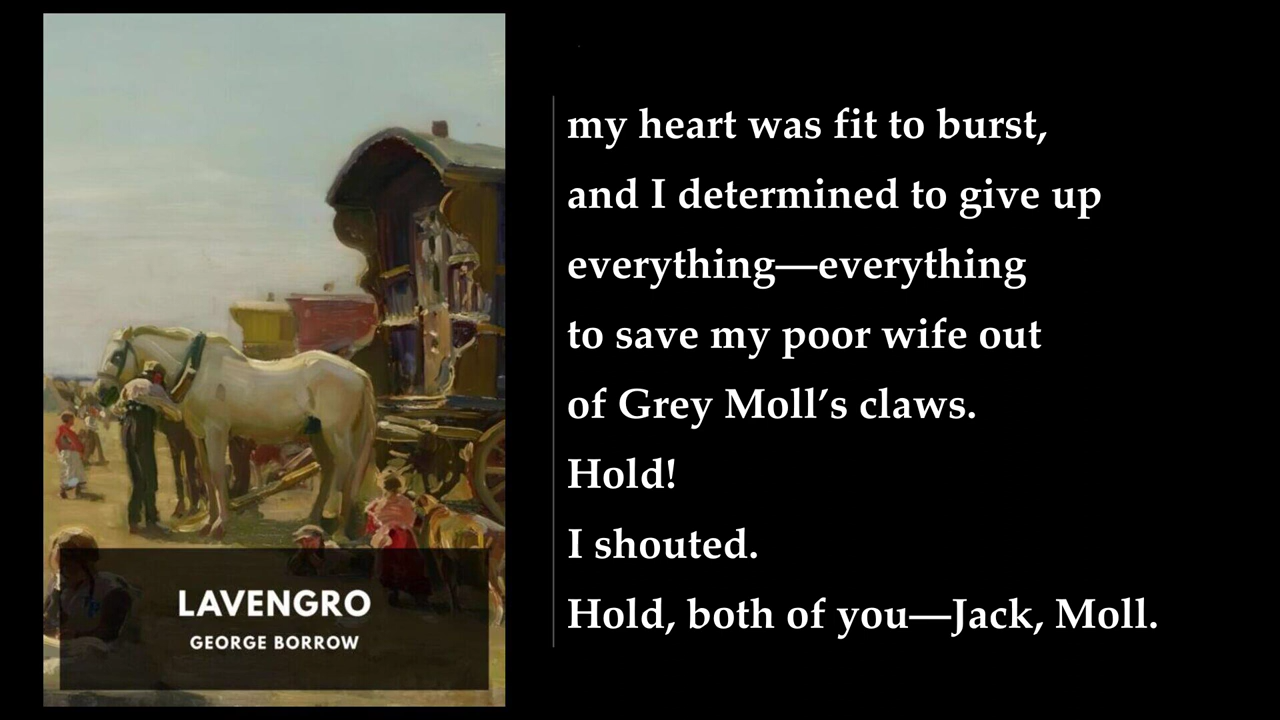 LAVENGRO
GEORGE BORROW
my heart was fit to burst,
and I determined to give up
everything—everything
to save my poor wife out
of Grey Moll’s claws.
Hold!
I shouted.
Hold, both of you—Jack, Moll.